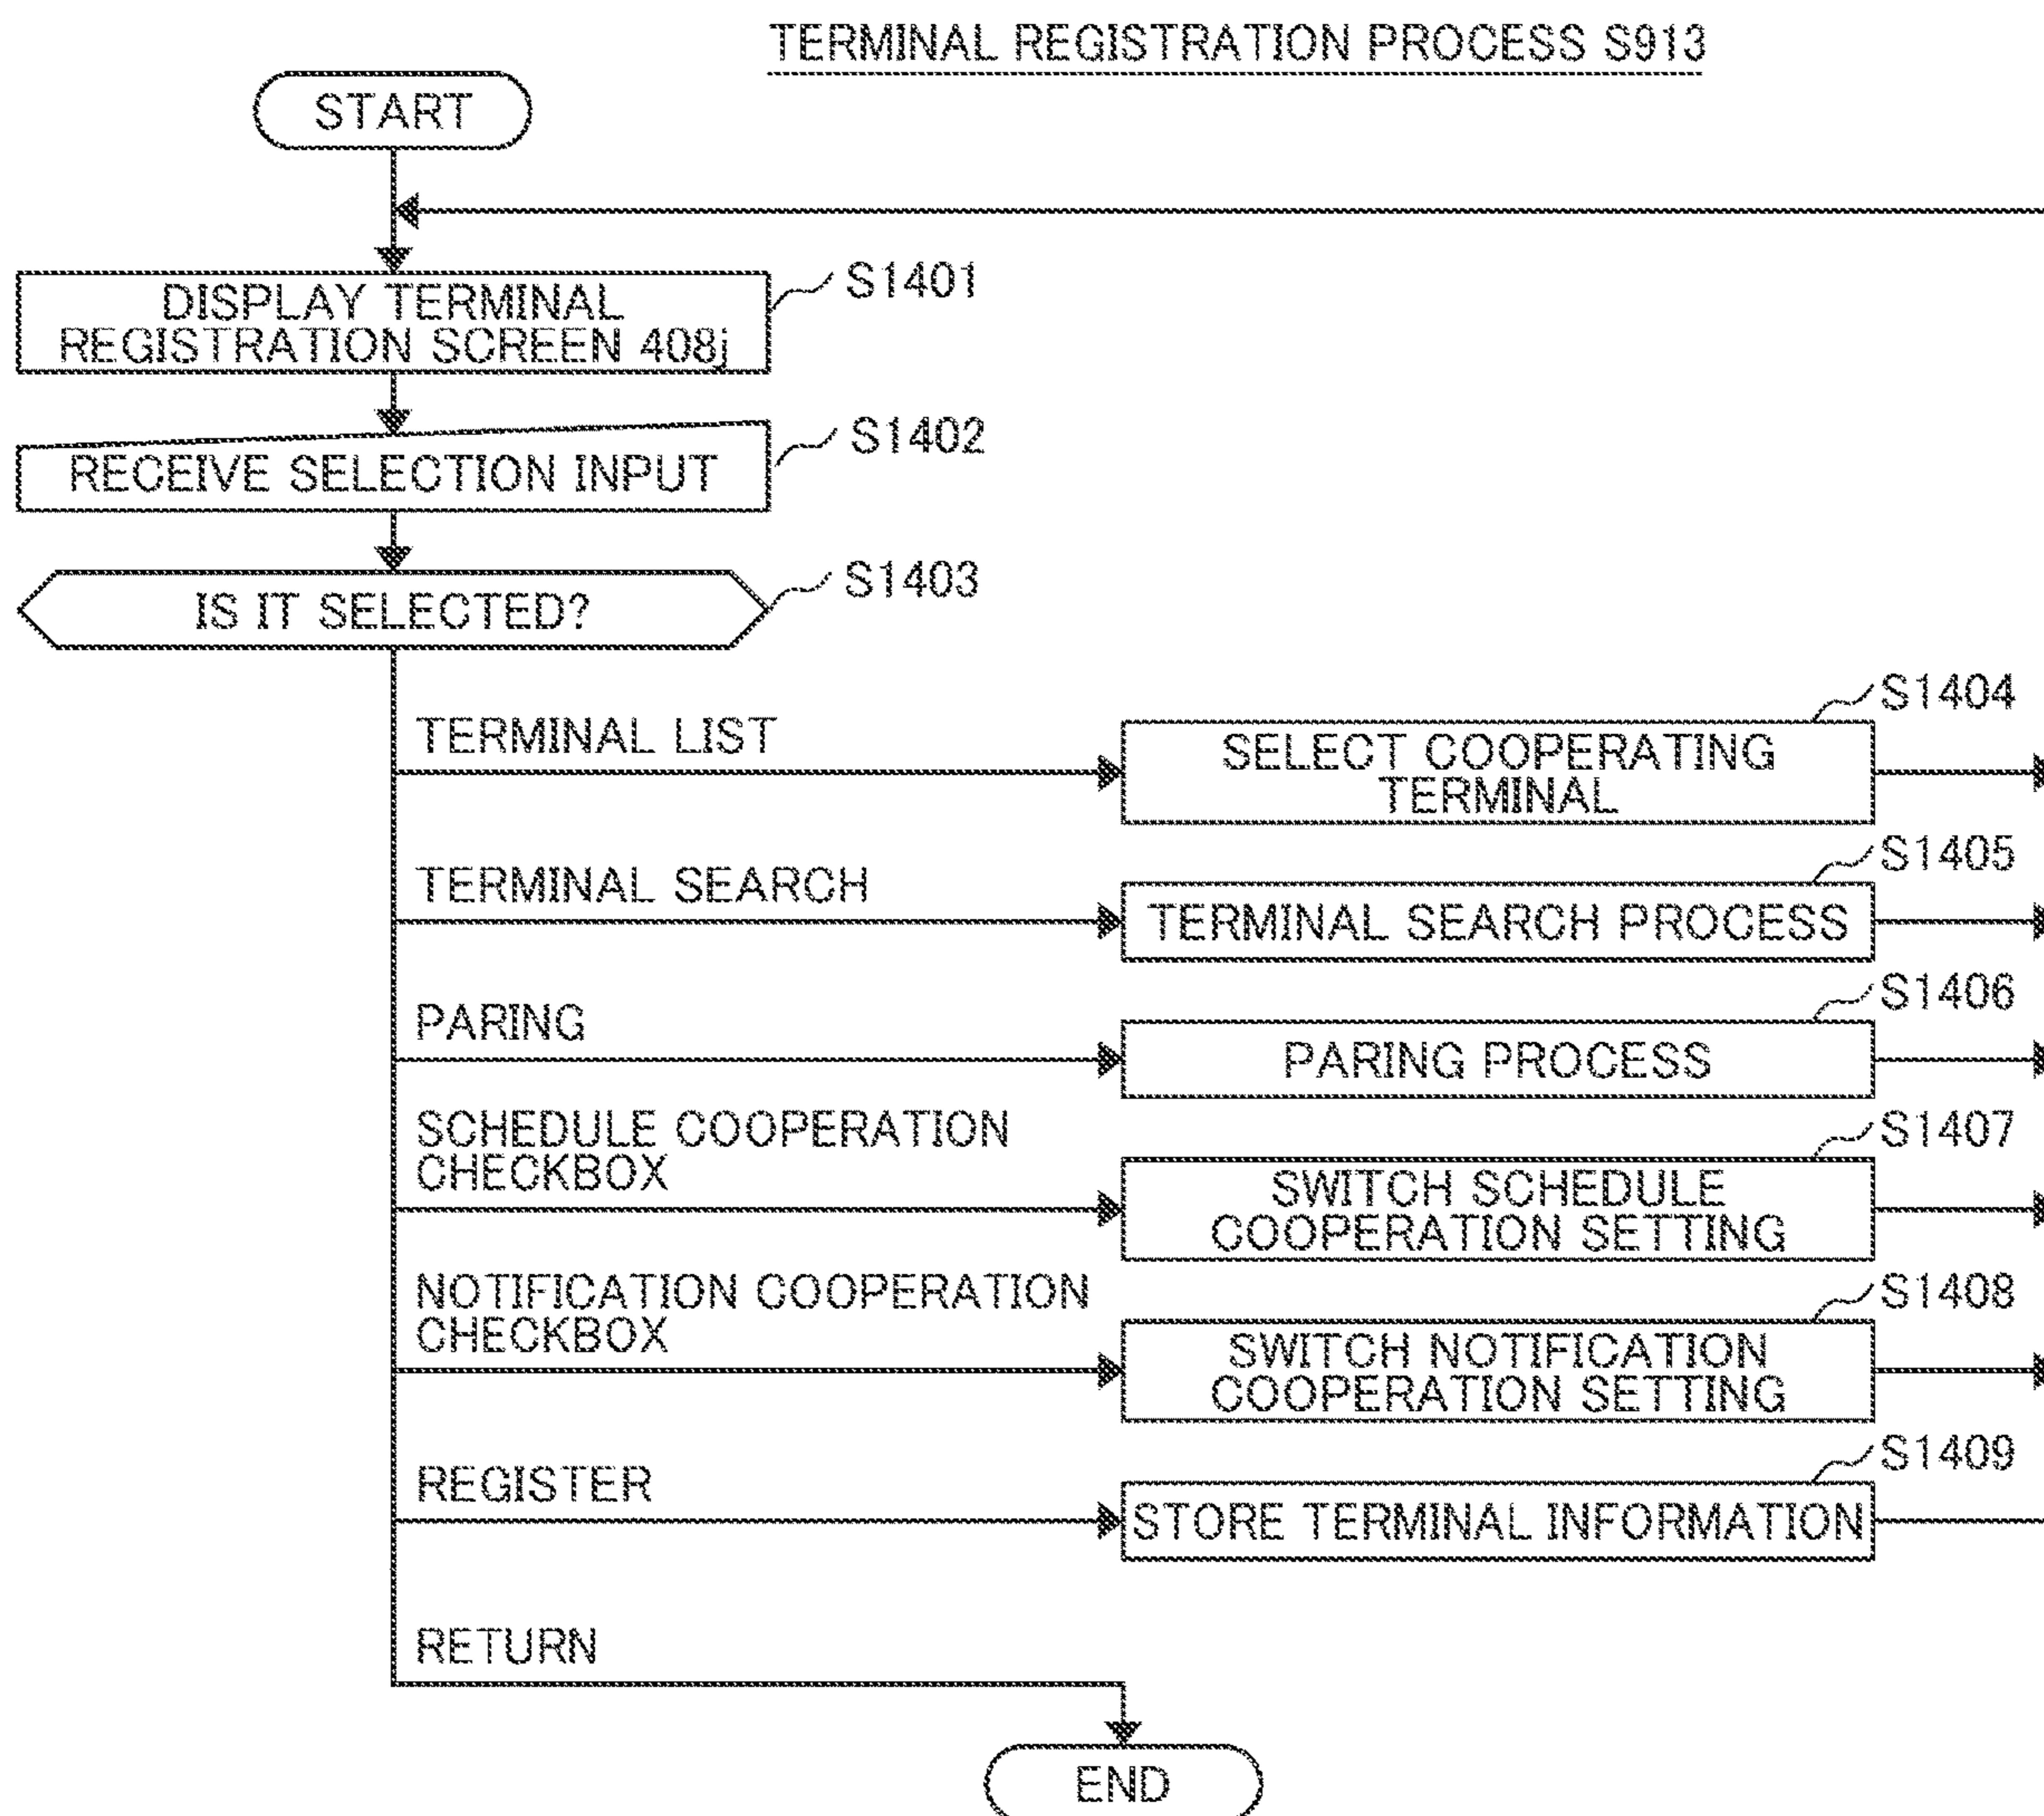 TERMINAL REGISTRATION PROCESS S913
START
DISPLAY TERMINAL
REGISTRATION SCREEN 408j
S1401
RECEIVE SELECTION INPUT
S1402
IS IT SELECTED?
S1403
TERMINAL LIST
SELECT COOPERATING
TERMINAL
S1404
TERMINAL SEARCH
TERMINAL SEARCH PROCESS
S1405
PARING
PARING PROCESS
S1406
SCHEDULE COOPERATION
CHECKBOX
SWITCH SCHEDULE
COOPERATION SETTING
S1407
NOTIFICATION COOPERATION
CHECKBOX
SWITCH NOTIFICATION
COOPERATION SETTING
S1408
REGISTER
STORE TERMINAL INFORMATION
S1409
RETURN
END